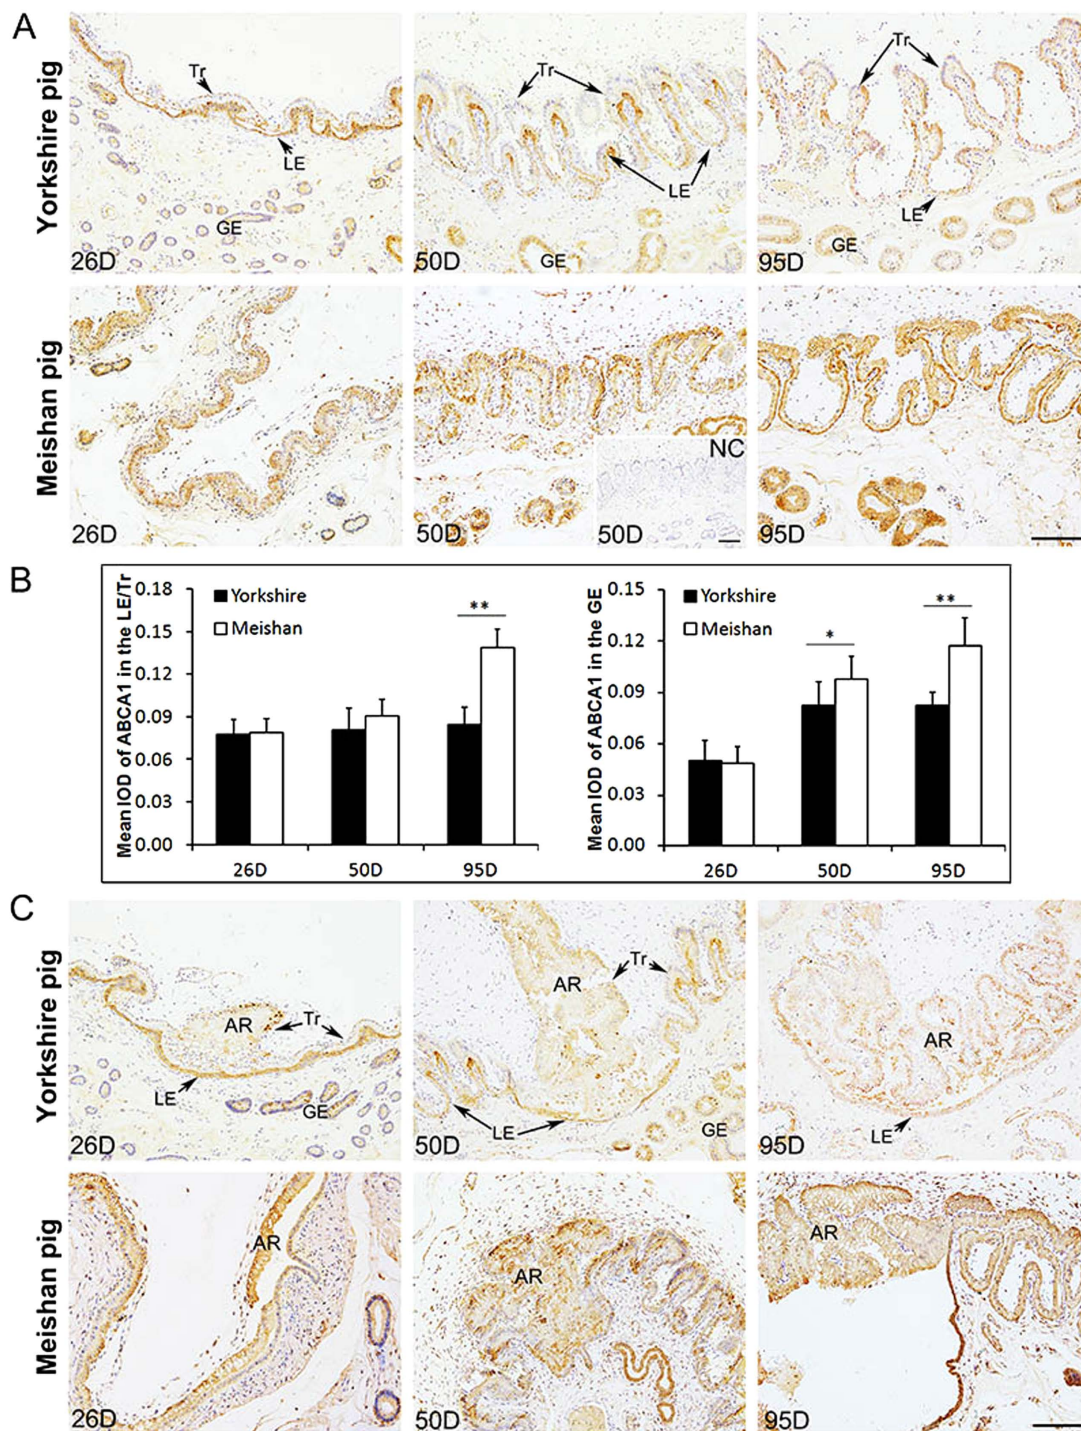 A
Yorkshire pig
Tr
LE
GE
26D
Tr
LE
GE
50D
Tr
LE
GE
95D
Meishan pig
26D
50D
NC
50D
95D
B
Mean IOD of ABCA1 in the LE/Tr
0.18
0.15
0.12
0.09
0.06
0.03
0.00
Yorkshire
Meishan
**
26D 50D 95D
Mean IOD of ABCA1 in the GE
0.15
0.12
0.09
0.06
0.03
0.00
Yorkshire
Meishan
*
**
26D 50D 95D
C
Yorkshire pig
AR
Tr
LE
GE
26D
Tr
AR
LE
GE
50D
AR
LE
95D
Meishan pig
AR
26D
AR
50D
AR
95D